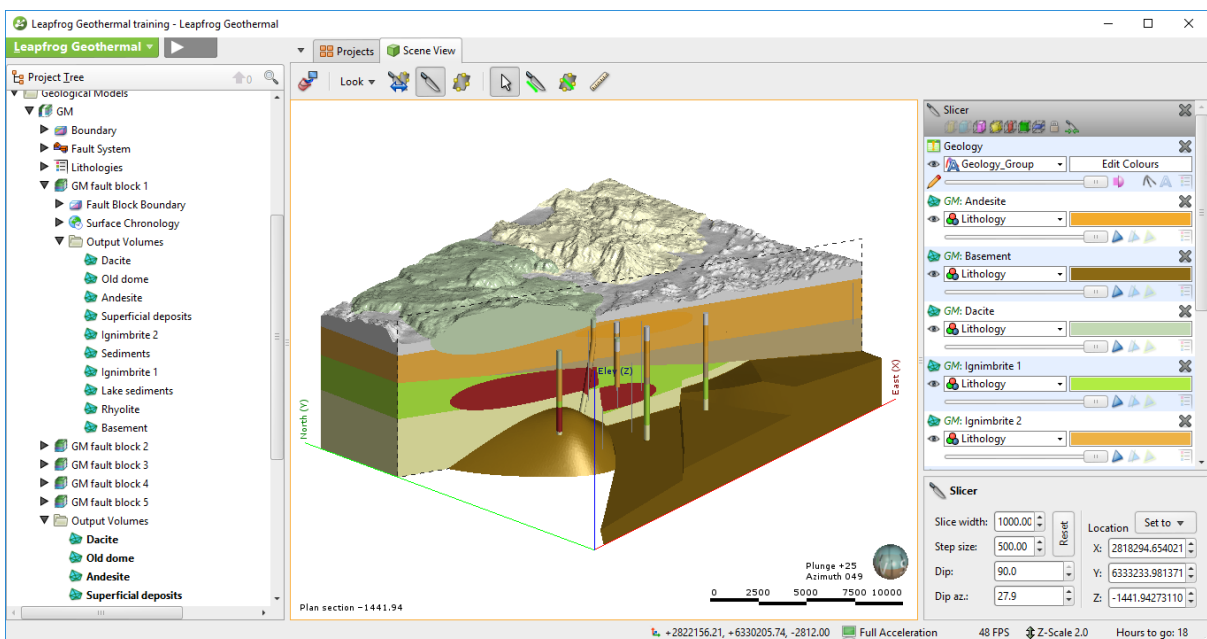 Leapfrog Geothermal training - Leapfrog Geothermal
Leapfrog Geothermal
Projects
Scene View
Project Tree
0
Look
Geological Models
GM
Boundary
Fault System
Lithologies
GM fault block 1
Fault Block Boundary
Surface Chronology
Output Volumes
Dacite
Old dome
Andesite
Superficial deposits
Ignimbrite 2
Sediments
Ignimbrite 1
Lake sediments
Rhyolite
Basement
GM fault block 2
GM fault block 3
GM fault block 4
GM fault block 5
Output Volumes
Dacite
Old dome
Andesite
Superficial deposits
Elev (Z)
North (Y)
East (X)
Plunge +25
Azimuth 049
0 2500 5000 7500 10000
Plan section -1441.94
Slicer
Geology
Geology_Group
Edit Colours
GM: Andesite
Lithology
GM: Basement
Lithology
GM: Dacite
Lithology
GM: Ignimbrite 1
Lithology
GM: Ignimbrite 2
Lithology
Slicer
Slice width: 1000.00
Step size: 500.00
Dip: 90.0
Dip az.: 27.9
Reset
Location Set to
X: 2818294.654021
Y: 6333233.981371
Z: -1441.94273110
+2822156.21, +6330205.74, -2812.00
Full Acceleration
48 FPS
Z-Scale 2.0
Hours to go: 18